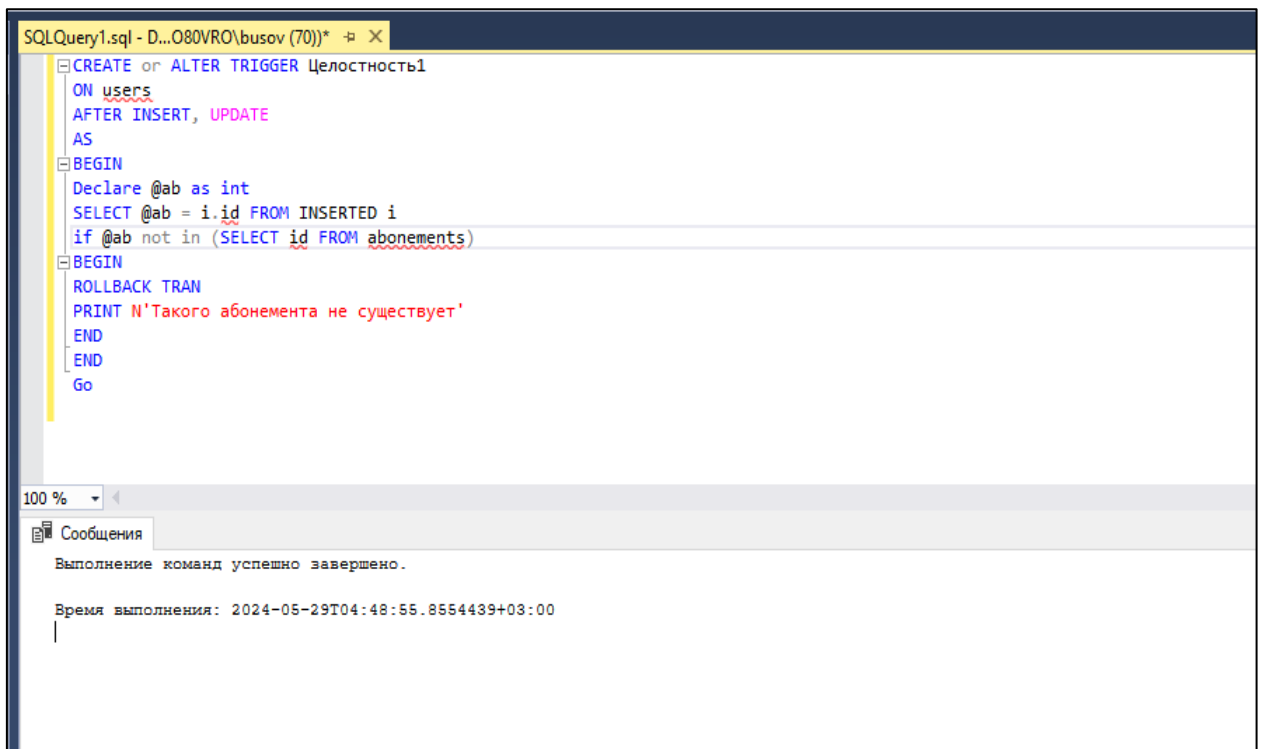 SQLQuery1.sql - D...O80VRO\busov (70))*
CREATE or ALTER TRIGGER Целостность1
ON users
AFTER INSERT, UPDATE
AS
BEGIN
Declare @ab as int
SELECT @ab = i.id FROM INSERTED i
if @ab not in (SELECT id FROM abonements)
BEGIN
ROLLBACK TRAN
PRINT N'Такого абонемента не существует'
END
END
Go
100 %
Сообщения
Выполнение команд успешно завершено.
Время выполнения: 2024-05-29T04:48:55.8554439+03:00